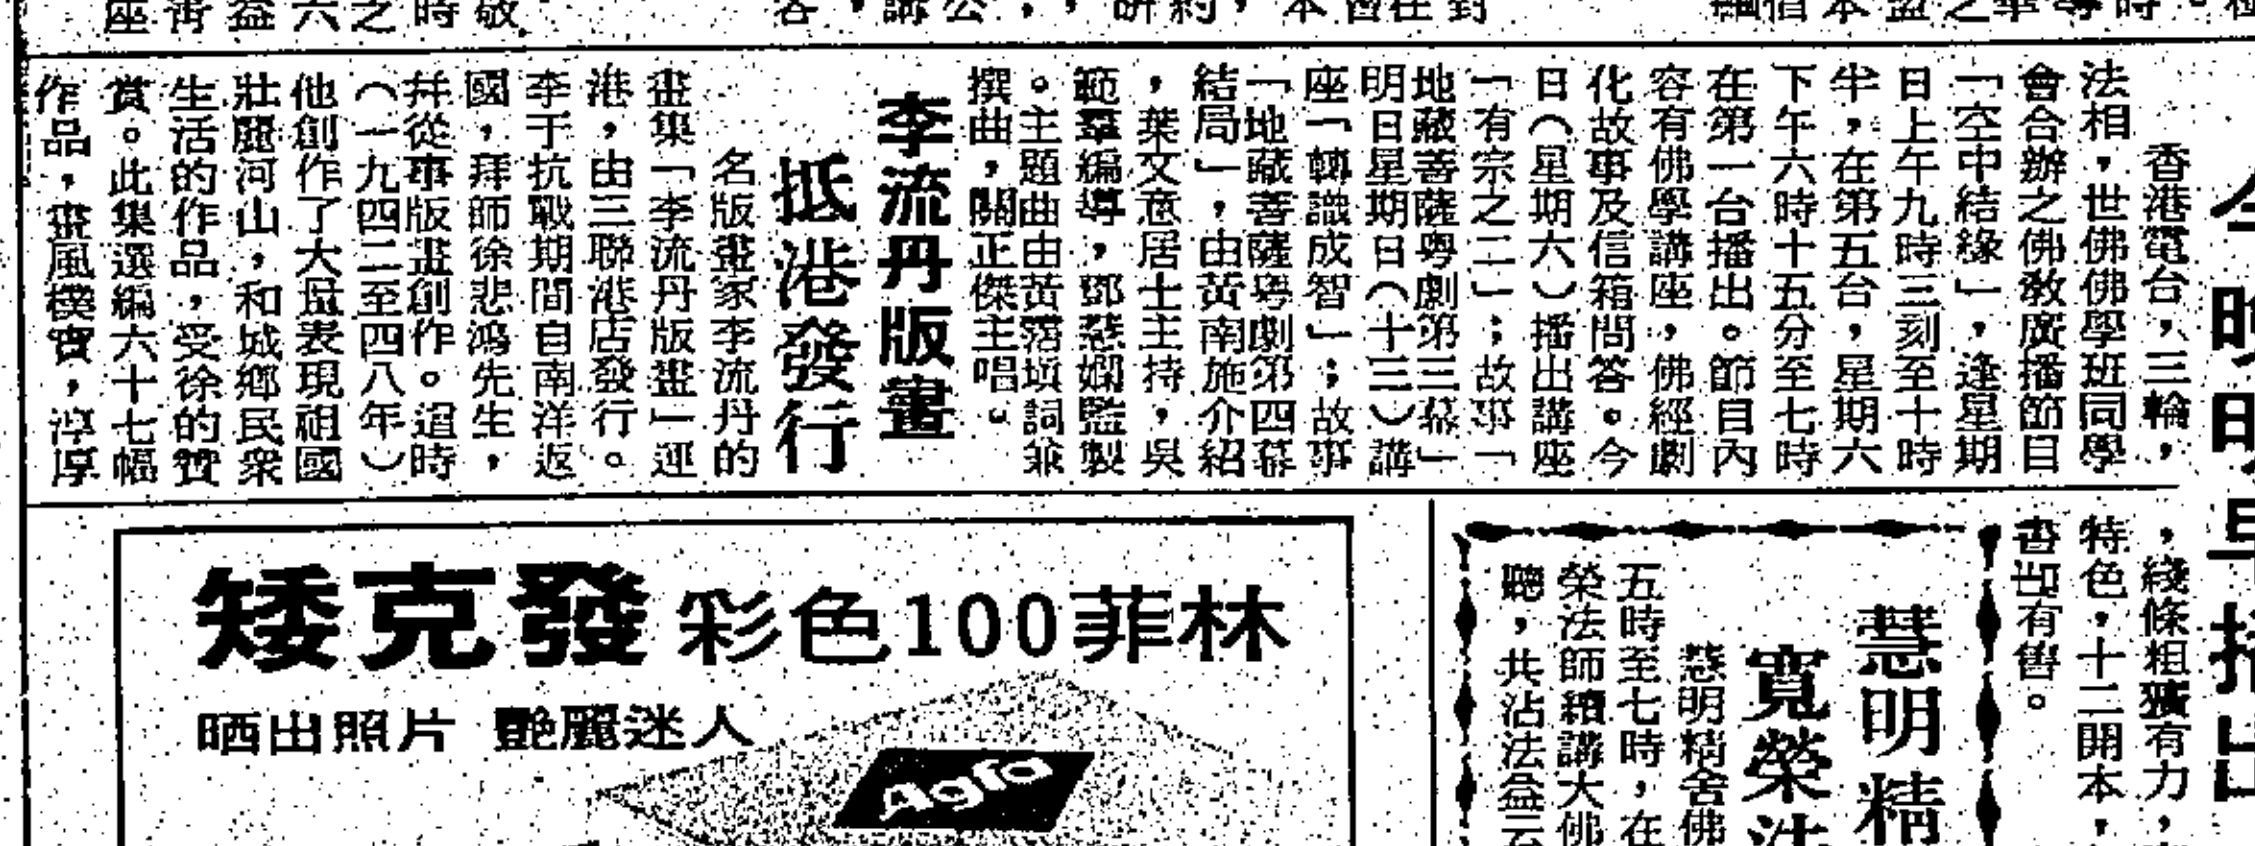 香港電台，三輪，
法相，世佛佛學班同學
會合辦之佛教廣播節目
「空中結緣」，逢星期
日上午九時三刻至十時
半，在第五台，星期六
下午六時十五分至七時
在第一台播出。節目內
容有佛學講座，佛經劇
化故事及信箱問答。今
日（星期六）播出講座
「有宗之二」；故事「
地藏菩薩粵劇第三幕」
明日星期日（十三）講
座「轉識成智」；故事
「地藏菩薩粵劇第四幕
結局」，由黃南施介紹
，葉文意居士主持，吳
範羣編導，鄧慈嫻監製
。主題曲由黃落塡詞兼
撰曲，關正傑主唱。
李流丹版畫
抵港發行
名版畫家李流丹的
畫集「李流丹版畫」運
港，由三聯港店發行。
李于抗戰期間自南洋返
國，拜師徐悲鴻先生，
幷從事版畫創作。這時
（一九四二至四八年）
他創作了大量表現祖國
壯麗河山，和城鄉民衆
生活的作品，受徐的贊
賞。此集選編六十七幅
作品，畫風樸實，淳厚
，綫條粗獷有力，
特色，十二開本，
書出有售。
慧明精
寬榮法
慧明精舍佛
五時至七時，在
榮法師續講大佛
聽，共沾法益云
矮克發彩色100菲林
晒出照片 艷麗迷人
Agfa